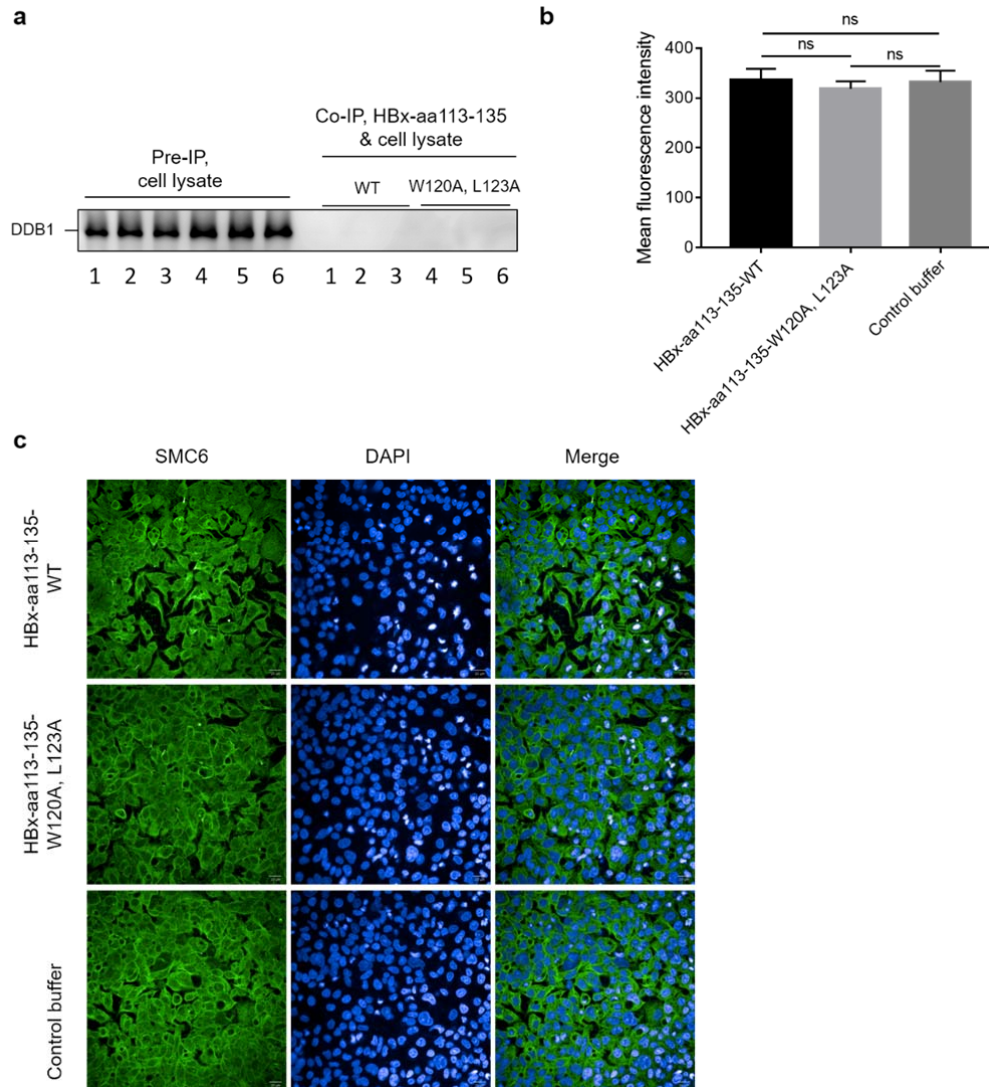 a
Co-IP, HBx-aa113-135
& cell lysate
Pre-IP,
cell lysate
WT
W120A, L123A
DDB1
1 2 3 4 5 6 1 2 3 4 5 6
b
ns
ns
ns
Mean fluorescence intensity
400
300
200
100
0
HBx-aa113-135-WT
HBx-aa113-135-W120A, L123A
Control buffer
c
SMC6 DAPI Merge
HBx-aa113-135-
WT
HBx-aa113-135-
W120A, L123A
Control buffer